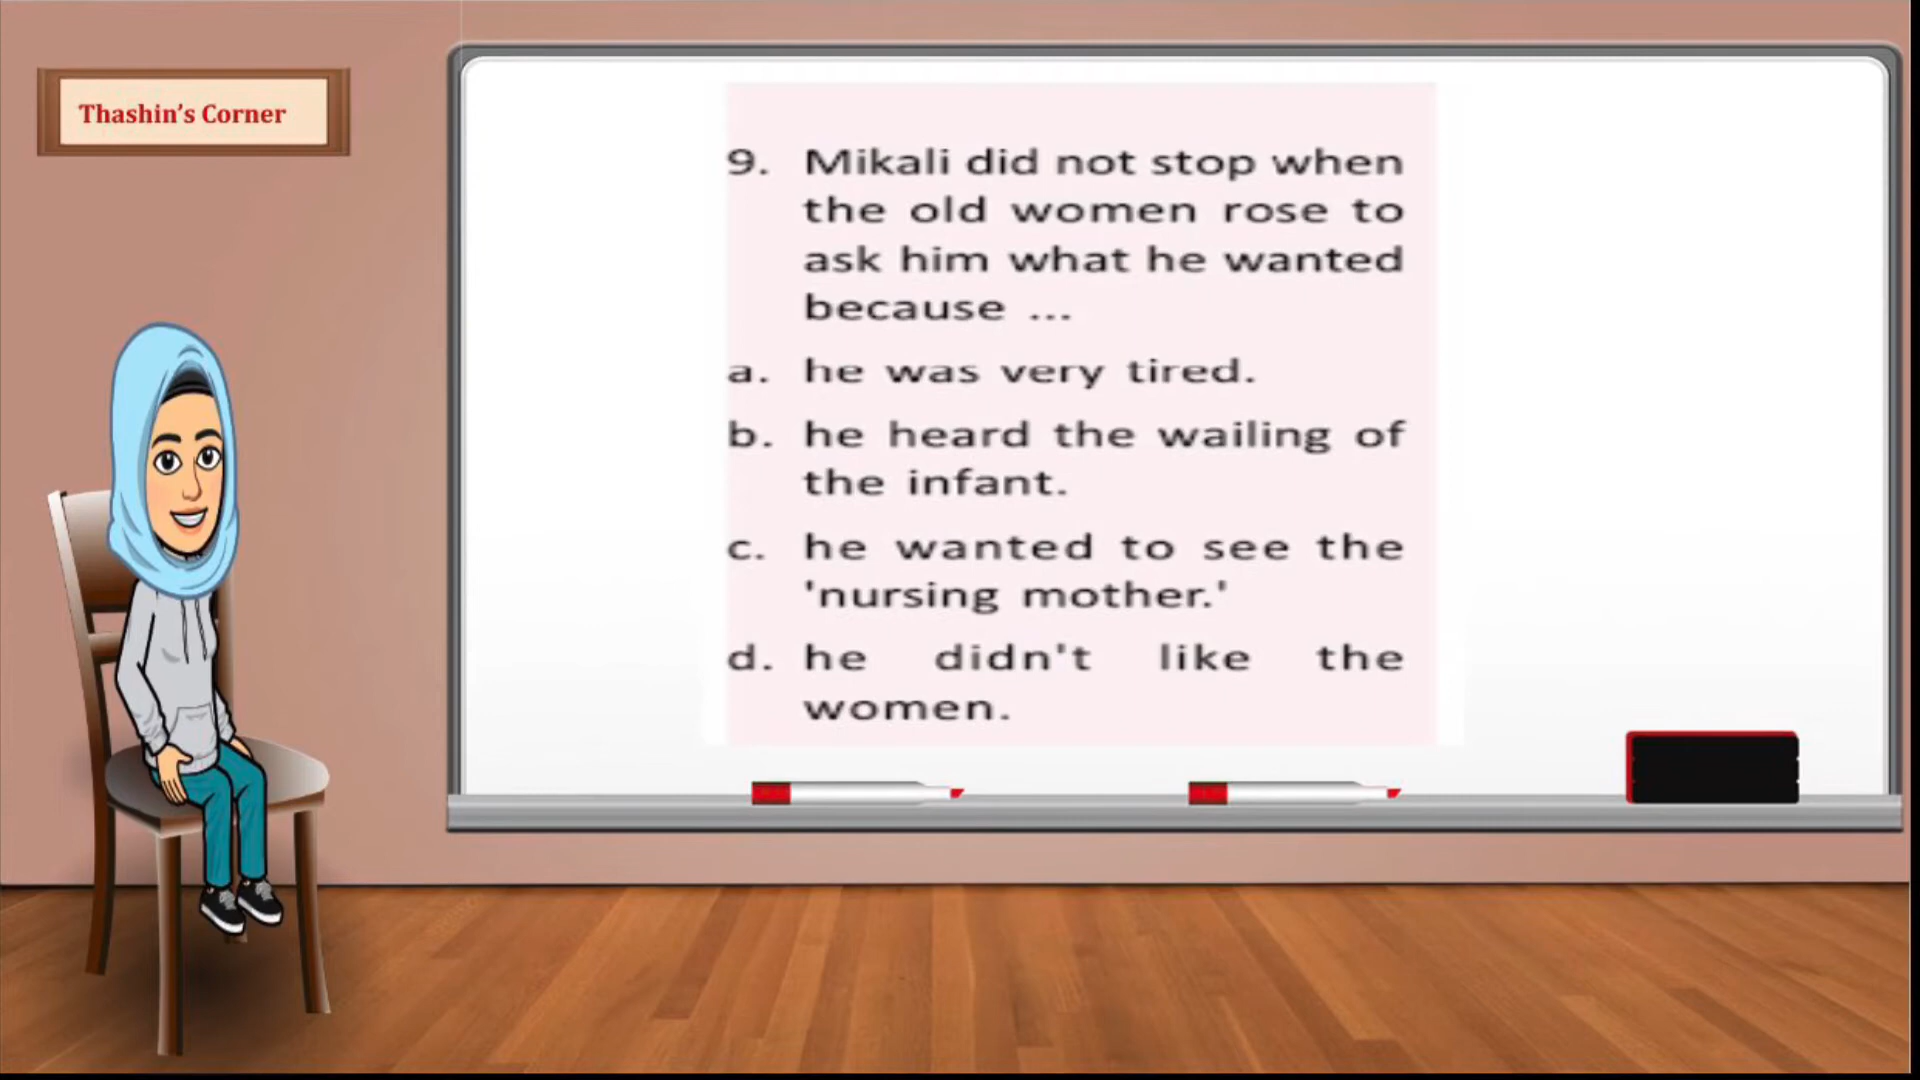 Thashin's Corner
9. Mikali did not stop when
the old women rose to
ask him what he wanted
because ...
a. he was very tired.
b. he heard the wailing of
the infant.
c. he wanted to see the
'nursing mother.'
d. he didn't like the
women.